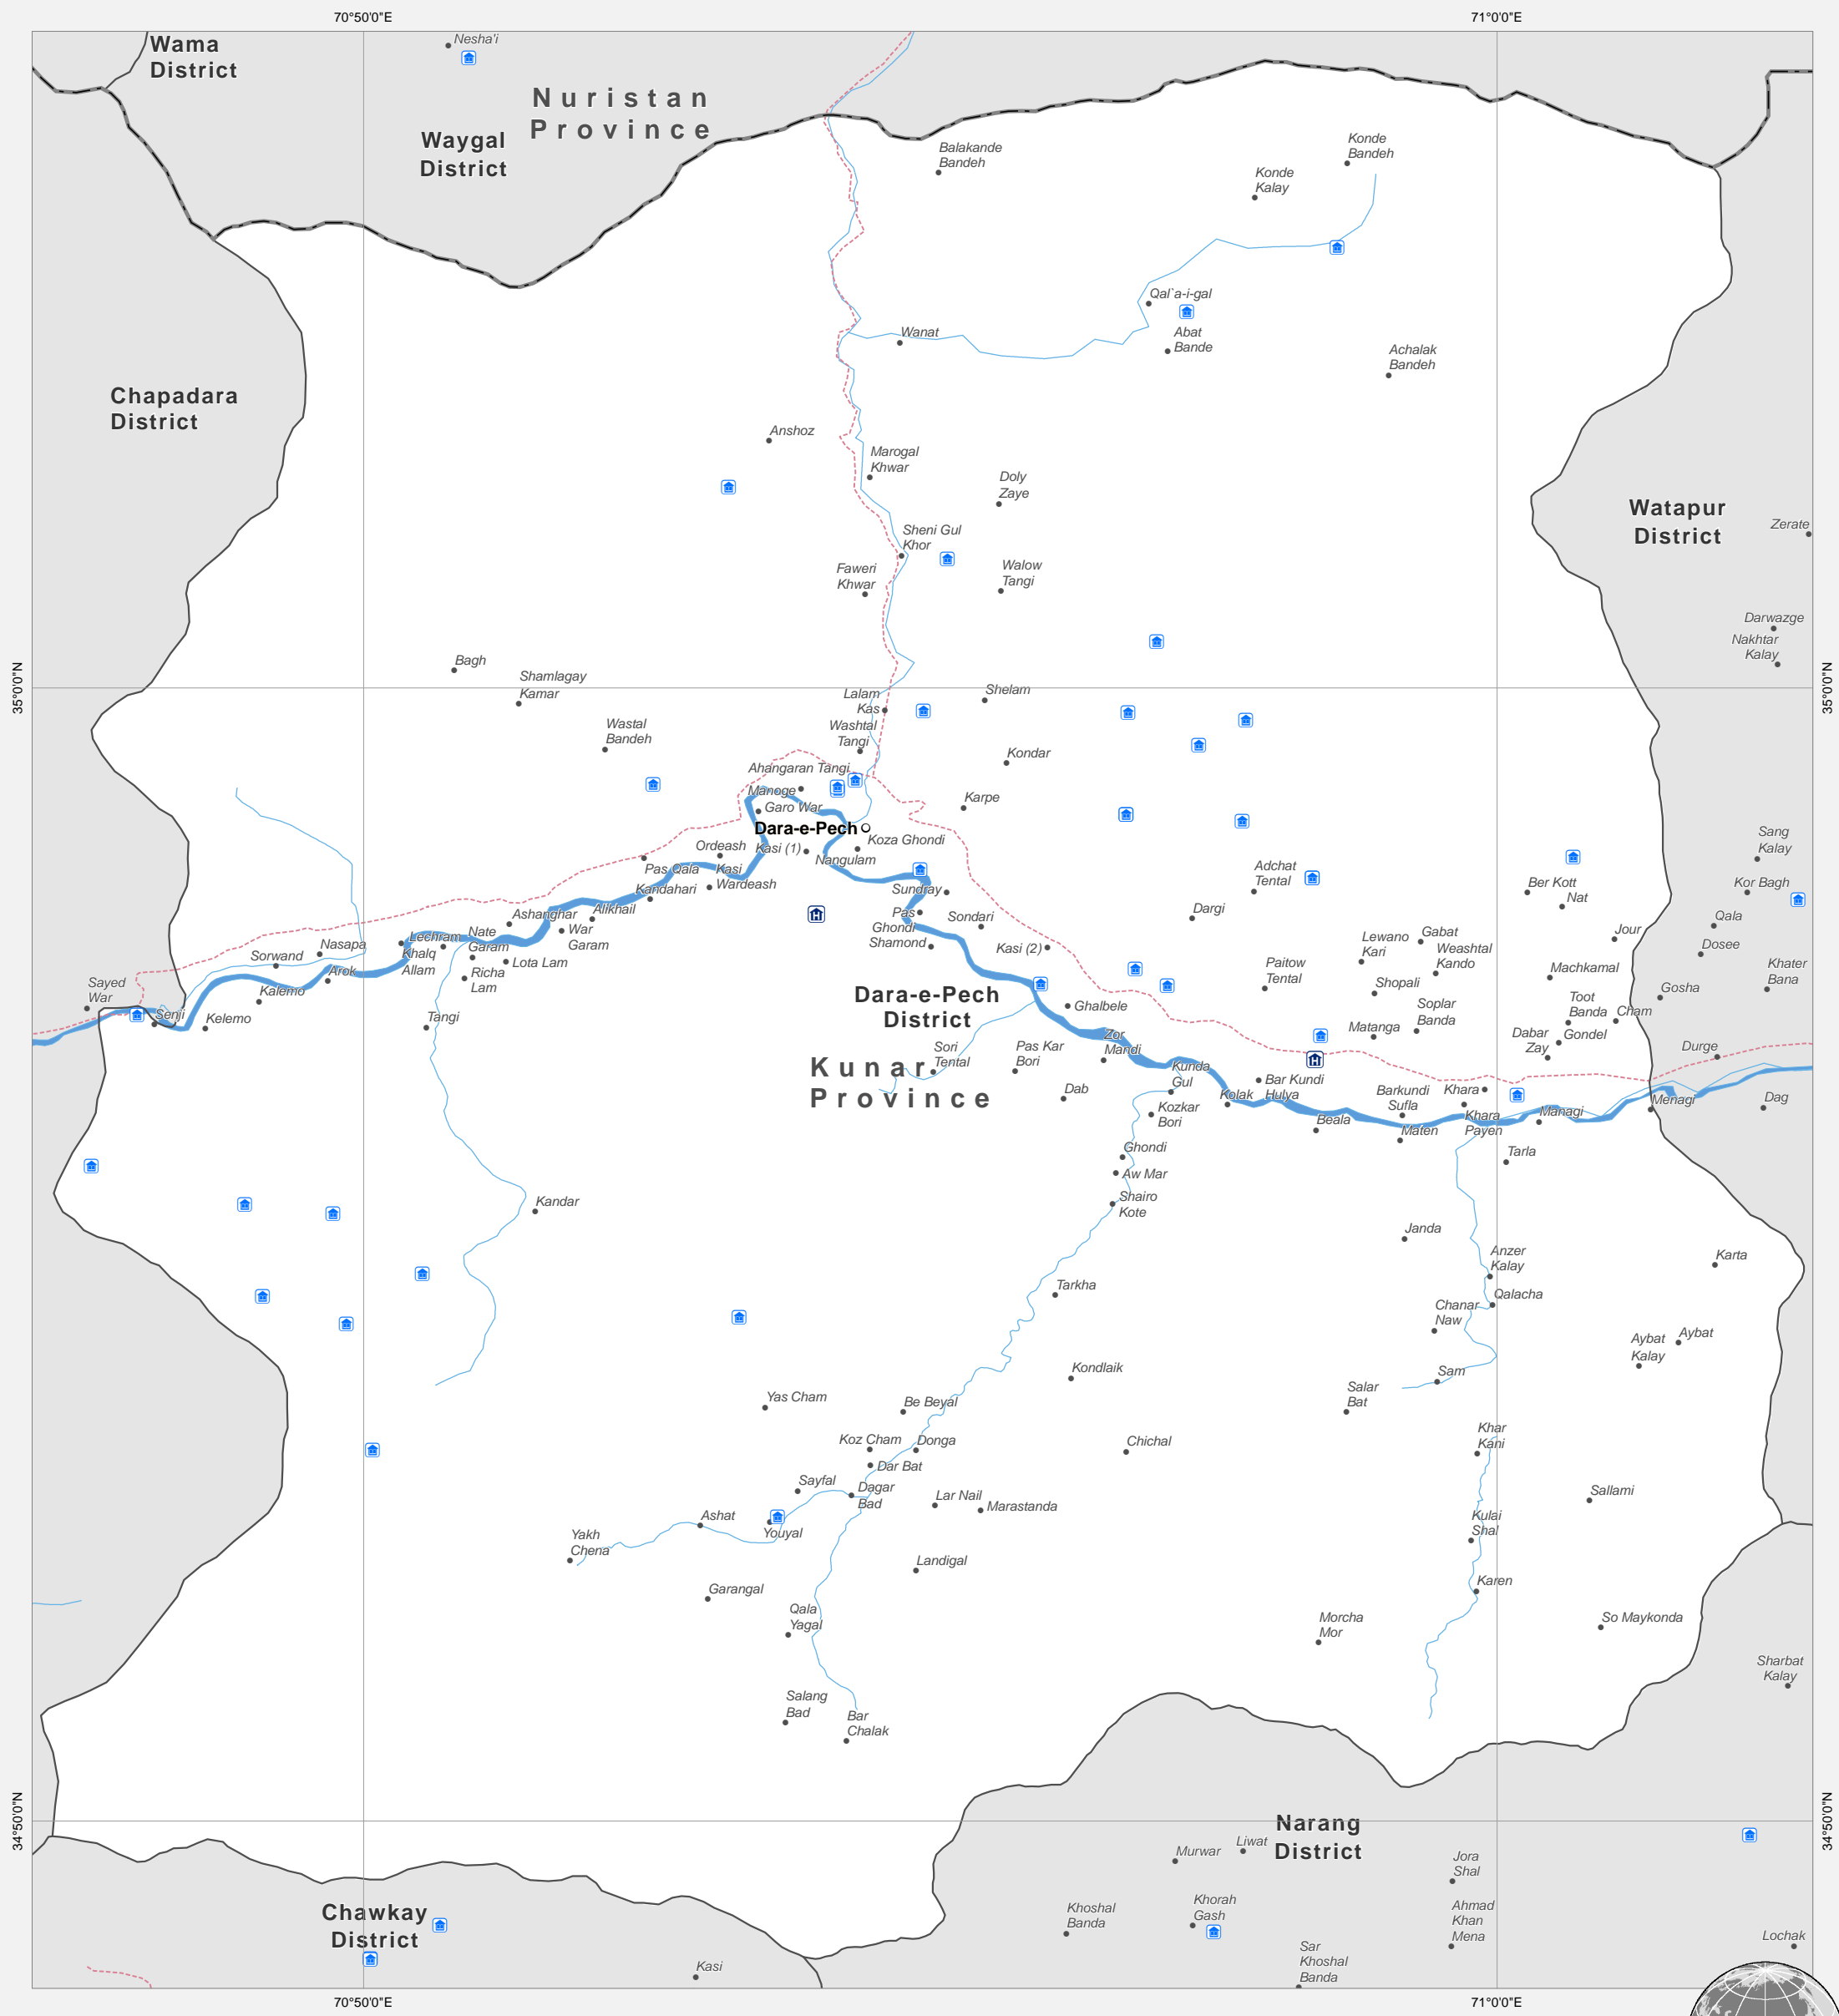 70°50'0"E
71°0'0"E
Wama
District
Nesha'i
Nuristan
Province
Waygal
District
Balakande
Bandeh
Konde
Bandeh
Konde
Kalay
Qal`a-i-gal
Wanat
Abat
Bande
Achalak
Bandeh
Chapadara
District
Anshoz
Marogal
Khwar
Doly
Zaye
Watapur
District
Zerate
Sheni Gul
Khor
Faweri
Khwar
Walow
Tangi
Darwazge
Nakhtar
Kalay
Bagh
Shamlagay
Kamar
35°0'0"N
35°0'0"N
Lalam
Kas
Shelam
Wastal
Bandeh
Washtal
Tangi
Kondar
Ahangaran Tangi
Manoge
Garo War
Karpe
Dara-e-Pech
Koza Ghondi
Ordeash
Kasi (1)
Nangulam
Sang
Kalay
Pas Qala
Kasi
Wardeash
Kandahari
Sundray
Adchat
Tental
Ber Kott
Nat
Kor Bagh
Ashanghar
Alikhail
Pas
Ghondi
Sondari
Dargi
Qala
Lechram
Nate
Garam
War
Garam
Shamond
Kasi (2)
Lewano
Kari
Gabat
Weashtal
Kando
Jour
Dosee
Nasapa
Sorwand
Khalq
Allam
Lota Lam
Richa
Lam
Arok
Paitow
Tental
Shopali
Machkamal
Khater
Bana
Sayed
War
Kalemo
Dara-e-Pech
District
Ghalbele
Soplar
Banda
Toot
Banda
Gosha
Senji
Kelemo
Tangi
Matanga
Cham
Dabar
Zay
Gondel
Sori
Tental
Pas Kar
Bori
Zor
Mandi
Durge
Kunar
Province
Kunda
Gul
Dab
Bar Kundi
Hulya
Kolak
Barkundi
Sufla
Khara
Menagi
Dag
Kozkar
Bori
Beala
Maten
Khara
Payen
Managi
Ghondi
Tarla
Aw Mar
Shairo
Kote
Kandar
Janda
Anzer
Kalay
Karta
Tarkha
Qalacha
Chanar
Naw
Aybat
Kalay
Aybat
Kondlaik
Sam
Yas Cham
Be Beyal
Salar
Bat
Koz Cham
Donga
Chichal
Khar
Kani
Dar Bat
Sayfal
Dagar
Bad
Lar Nail
Marastanda
Sallami
Ashat
Youyal
Kulai
Shal
Yakh
Chena
Landigal
Karen
Garangal
Qala
Yagal
Morcha
Mor
So Maykonda
Sharbat
Kalay
Salang
Bad
Bar
Chalak
34°50'0"N
34°50'0"N
Narang
District
Murwar
Liwat
Jora
Shal
Chawkay
District
Khoshal
Banda
Khorah
Gash
Ahmad
Khan
Mena
Lochak
Kasi
Sar
Khoshal
Banda
70°50'0"E
71°0'0"E